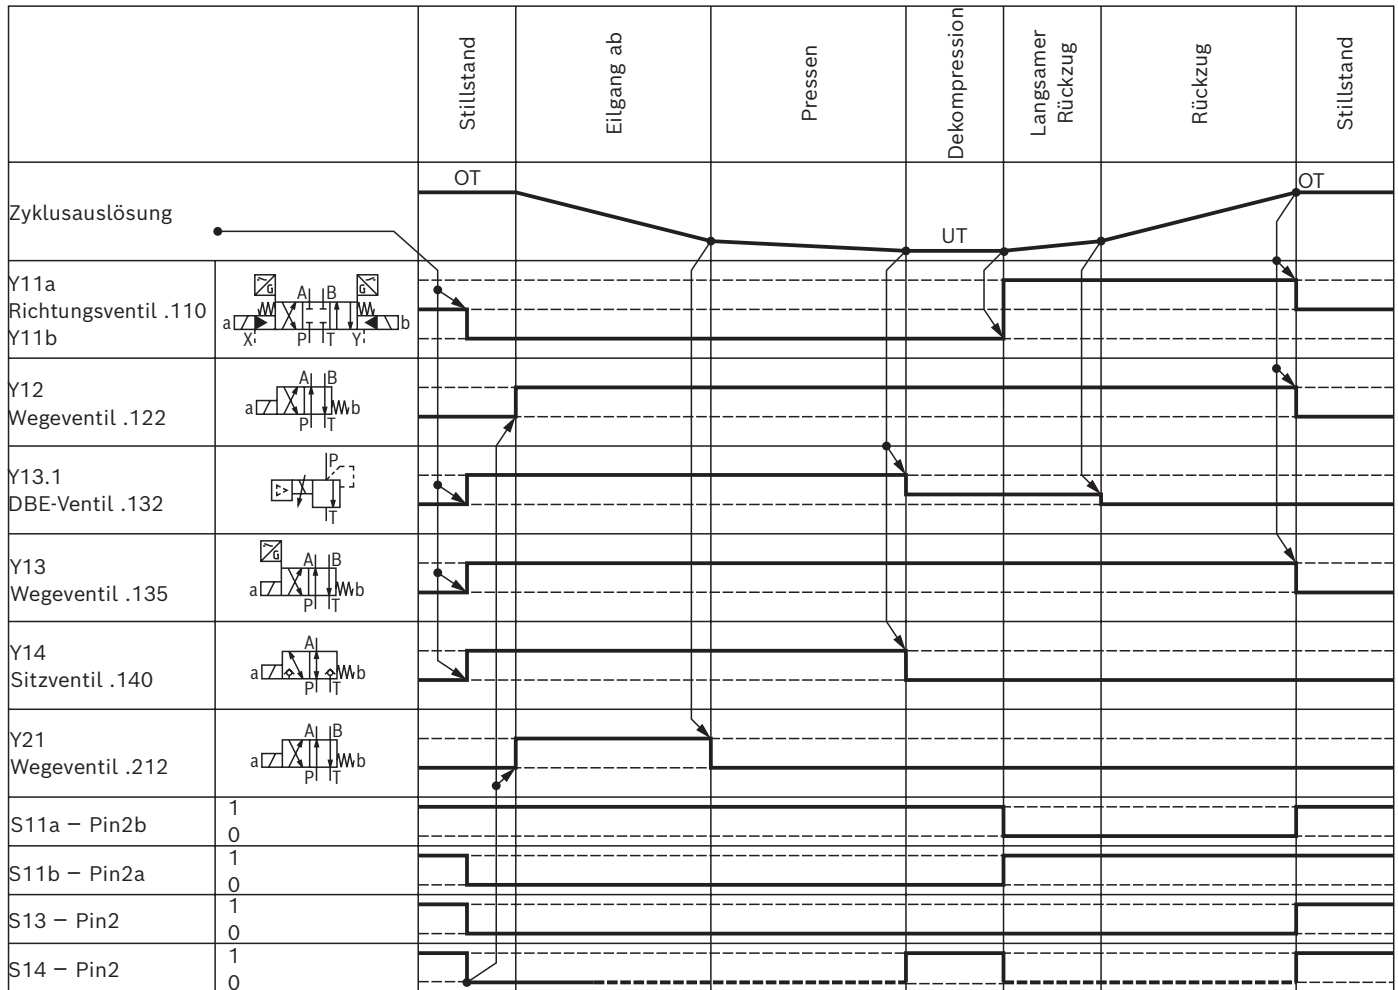 Stillstand
Eilgang ab
Pressen
Dekompression
Langsamer
Rückzug
Rückzug
Stillstand
Zyklusauslösung
OT
UT
OT
Y11a
Richtungsventil .110
Y11b
G
G
A B
a b
X P T Y
Y12
Wegeventil .122
A B
a b
P T
Y13.1
DBE-Ventil .132
P
T
Y13
Wegeventil .135
G
A B
a b
P T
Y14
Sitzventil .140
A
a b
P T
Y21
Wegeventil .212
A B
a b
P T
S11a – Pin2b
1
0
S11b – Pin2a
1
0
S13 – Pin2
1
0
S14 – Pin2
1
0